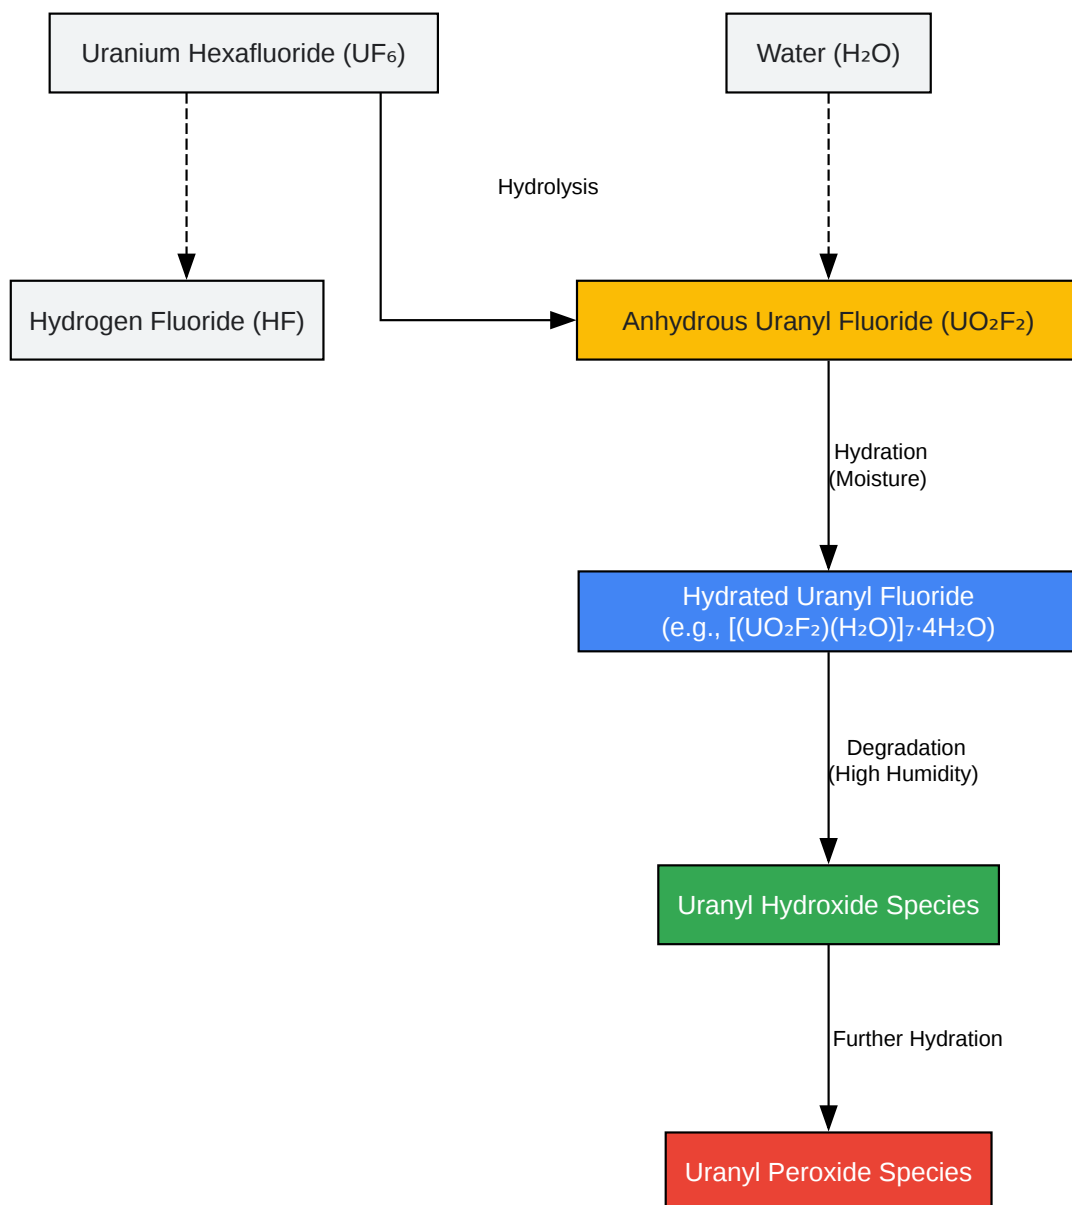 Uranium Hexafluoride (UF₆)
Water (H₂O)
Hydrolysis
Hydrogen Fluoride (HF)
Anhydrous Uranyl Fluoride (UO₂F₂)
Hydration
(Moisture)
Hydrated Uranyl Fluoride
(e.g., [(UO₂F₂)(H₂O)]₇·4H₂O)
Degradation
(High Humidity)
Uranyl Hydroxide Species
Further Hydration
Uranyl Peroxide Species